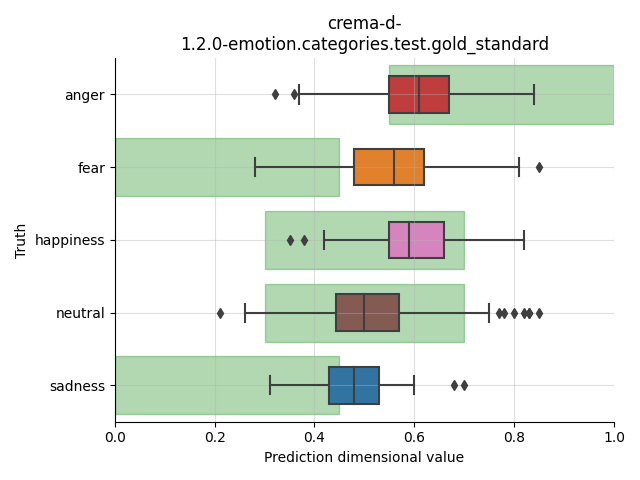 crema-d-
1.2.0-emotion.categories.test.gold_standard
Truth
anger
fear
happiness
neutral
sadness
0.0 0.2 0.4 0.6 0.8 1.0
Prediction dimensional value